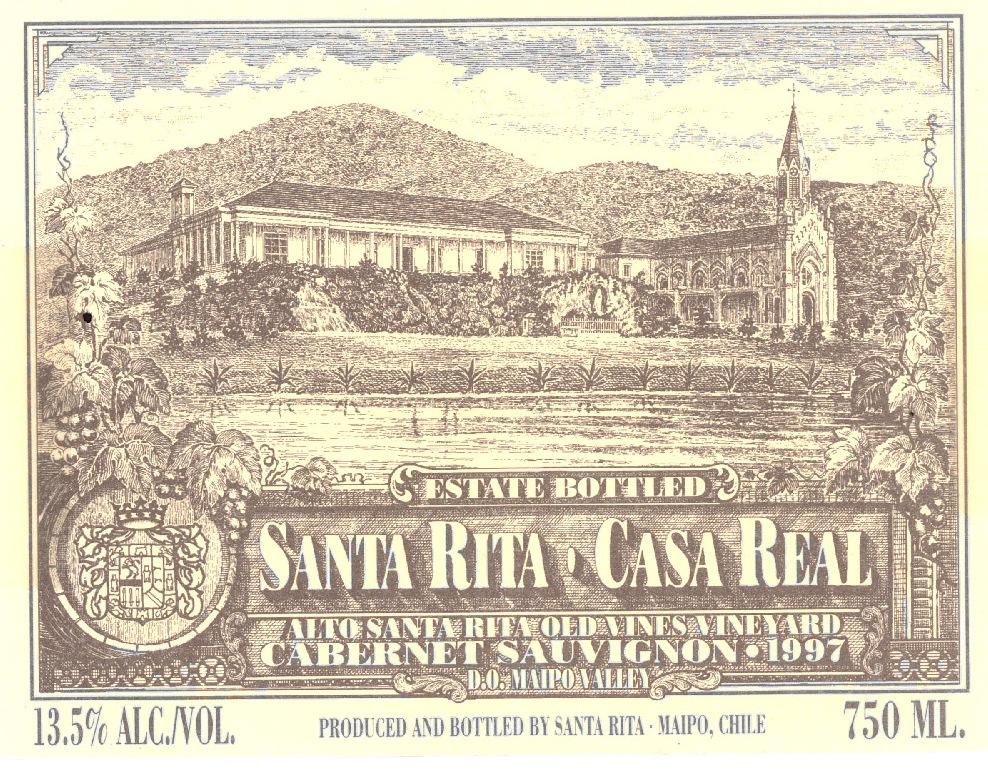 ESTATE BOTTLED
SANTA RITA · CASA REAL
ALTO SANTA RITA OLD VINES VINEYARD
CABERNET SAUVIGNON • 1997
D.O. MAIPO VALLEY
13.5% ALC./VOL.
PRODUCED AND BOTTLED BY SANTA RITA · MAIPO, CHILE
750 ML.